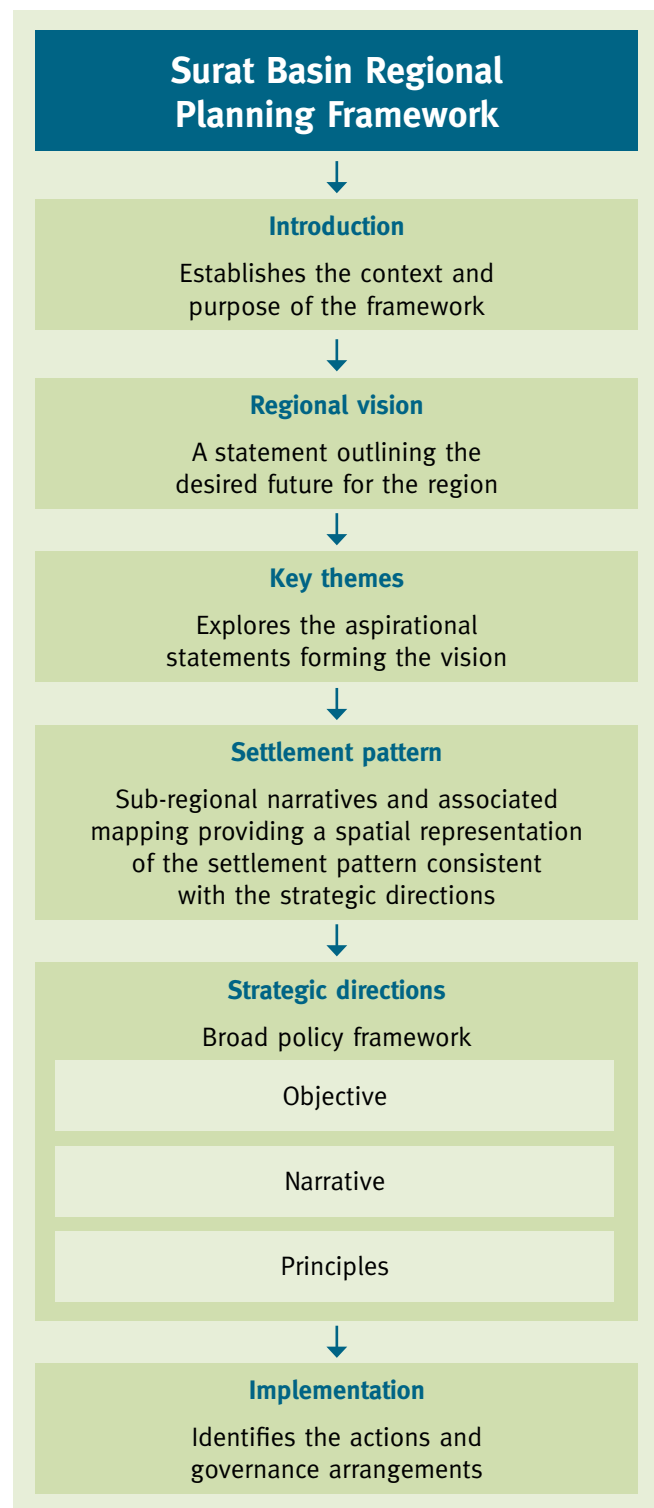 Surat Basin Regional
Planning Framework
Introduction
Establishes the context and
purpose of the framework
Regional vision
A statement outlining the
desired future for the region
Key themes
Explores the aspirational
statements forming the vision
Settlement pattern
Sub-regional narratives and associated
mapping providing a spatial representation
of the settlement pattern consistent
with the strategic directions
Strategic directions
Broad policy framework
Objective
Narrative
Principles
Implementation
Identifies the actions and
governance arrangements